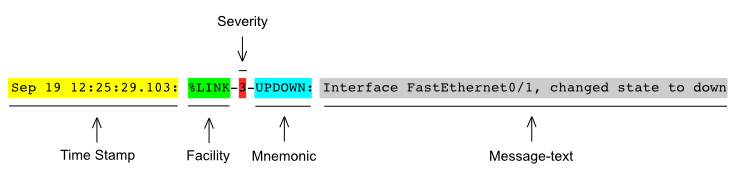 Severity
Sep 19 12:25:29.103: %LINK-3-UPDOWN: Interface FastEthernet0/1, changed state to down
Time Stamp Facility Mnemonic Message-text